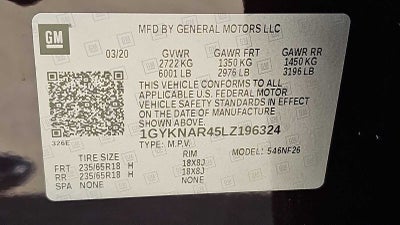 GM
MFD BY GENERAL MOTORS LLC
03/20 GVWR GAWR FRT GAWR RR
2722 KG 1350 KG 1450 KG
6001 LB 2976 LB 3196 LB
THIS VEHICLE CONFORMS TO ALL
APPLICABLE U.S. FEDERAL MOTOR
VEHICLE SAFETY STANDARDS IN EFFECT
ON THE DATE OF MANUFACTURE
326E 1GYKNAR45LZ196324
TYPE: M.P.V. MODEL: 546NF26
TIRE SIZE RIM
FRT 235/65R18 H 18X8J
RR 235/65R18 H 18X8J
SPA NONE NONE
GM